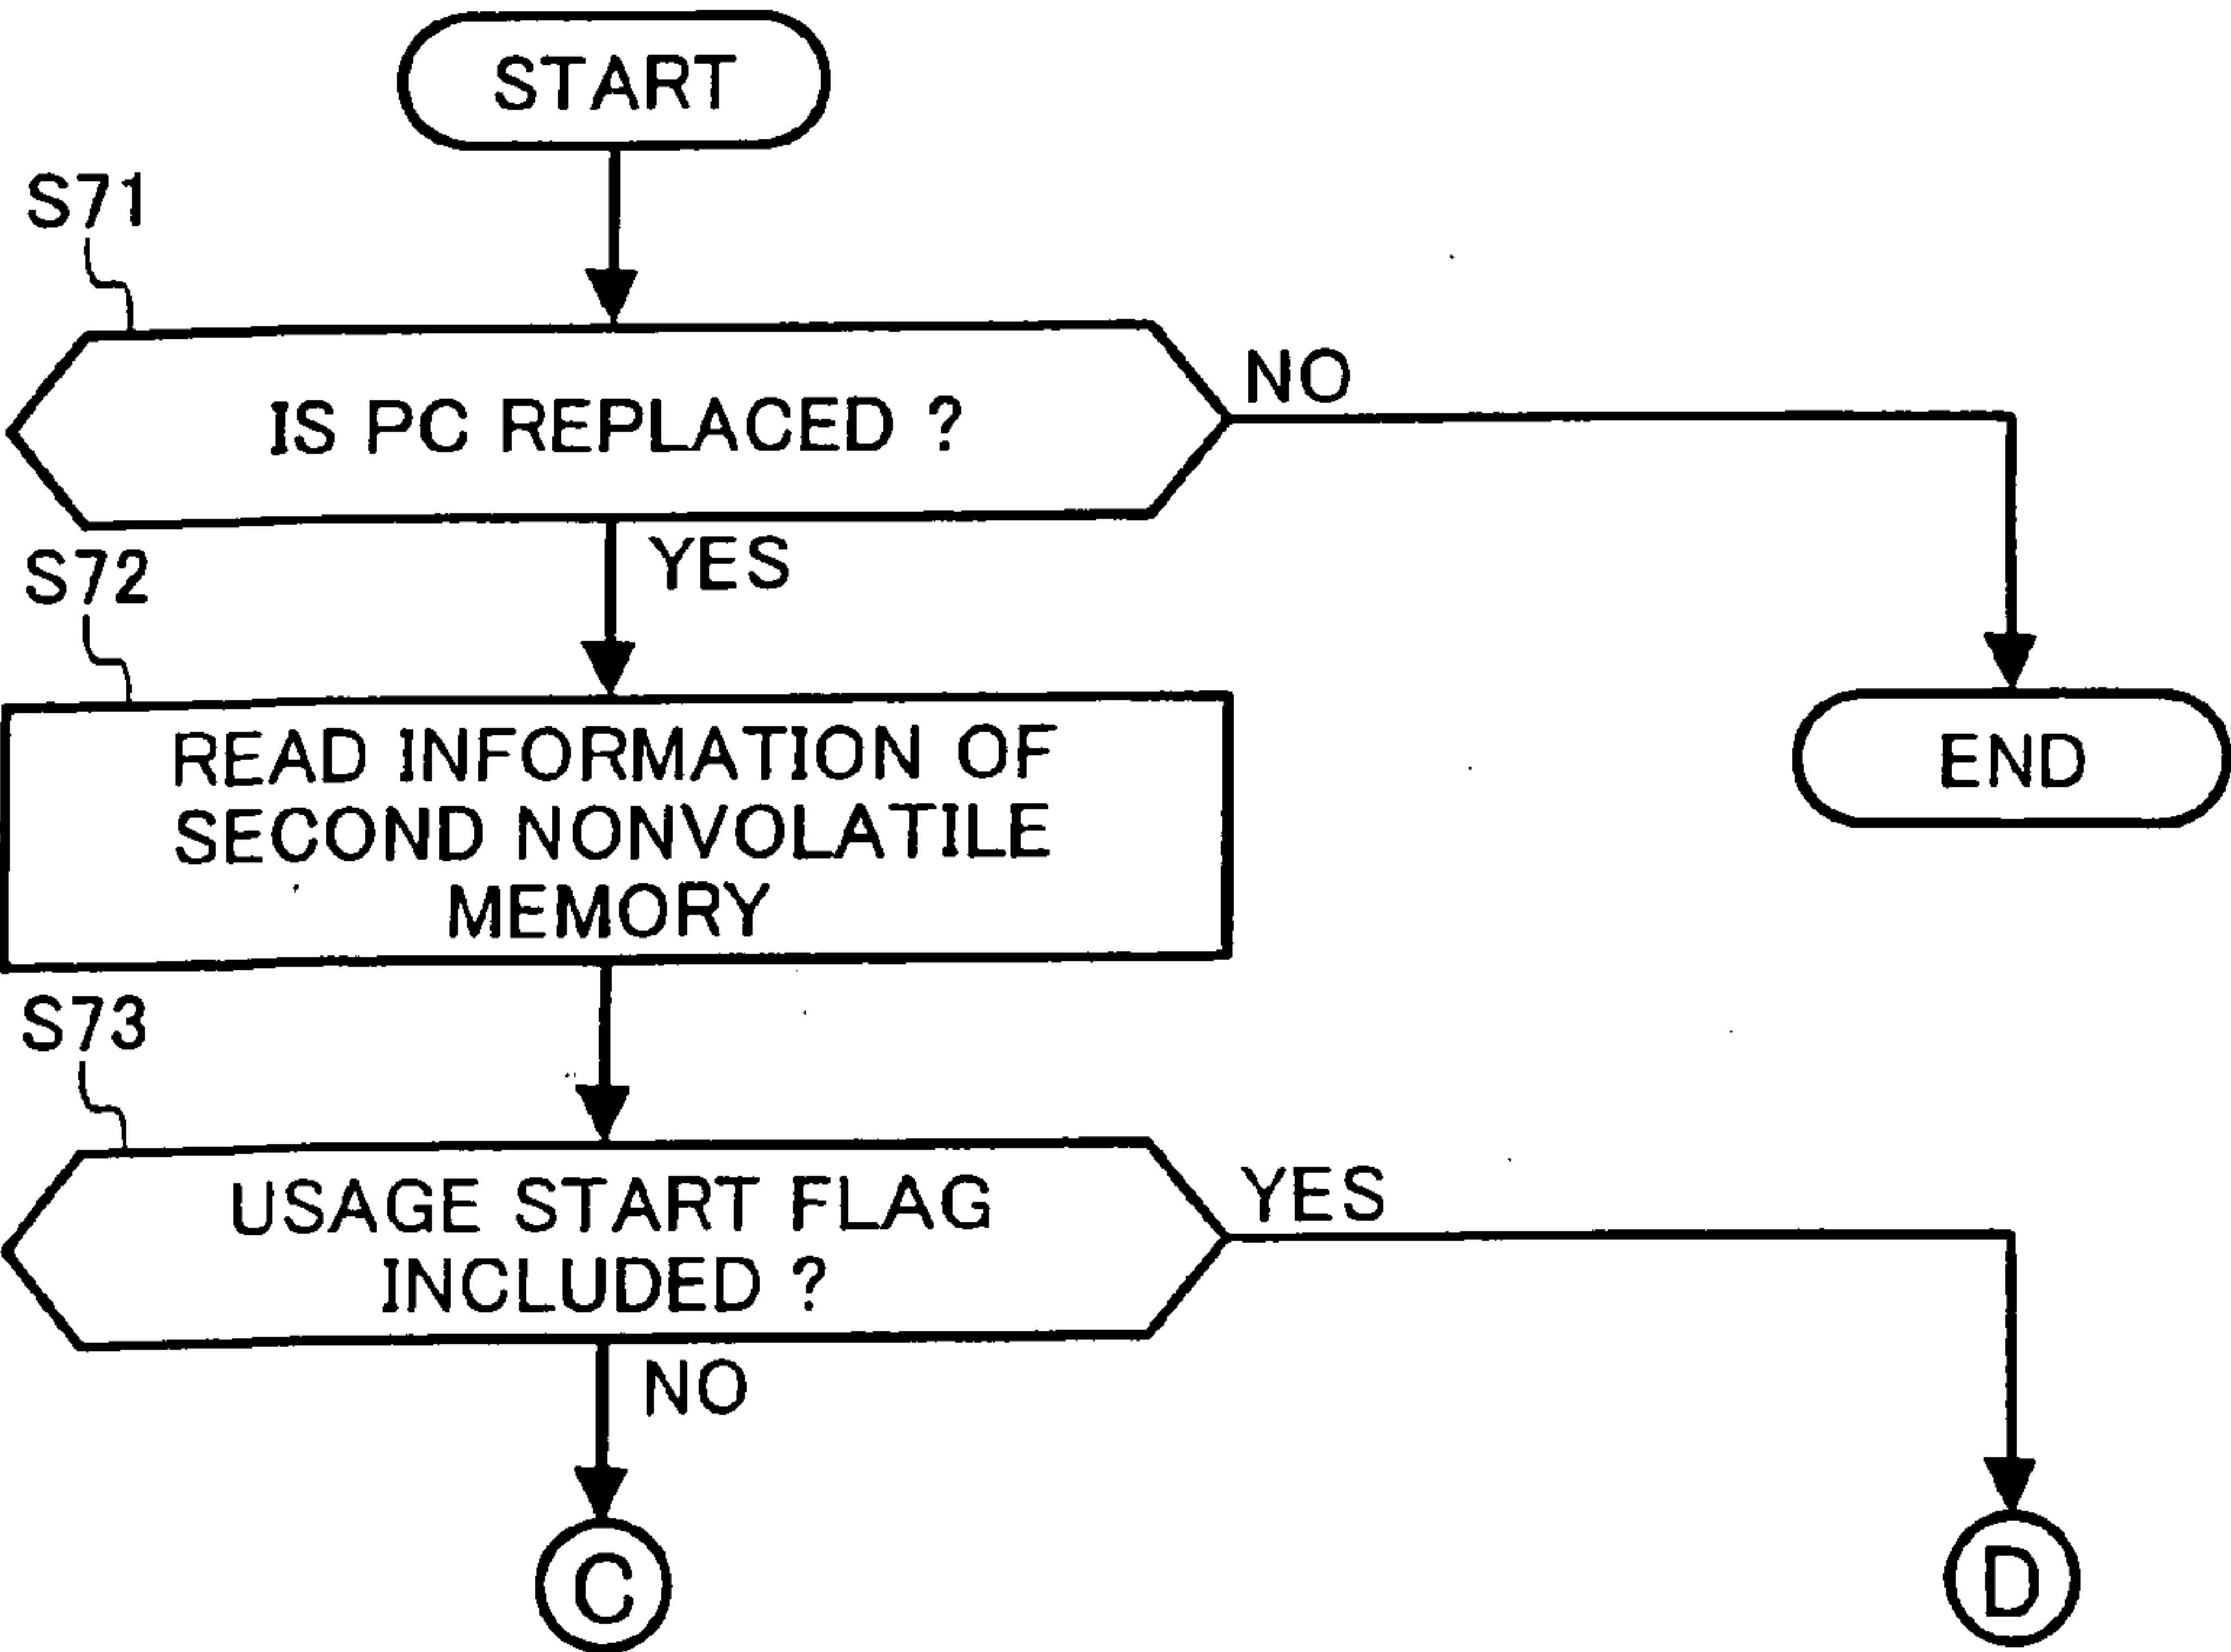 START
S71
IS PC REPLACED ?
NO
YES
S72
READ INFORMATION OF
SECOND NONVOLATILE
MEMORY
END
S73
USAGE START FLAG
INCLUDED ?
YES
NO
C
D